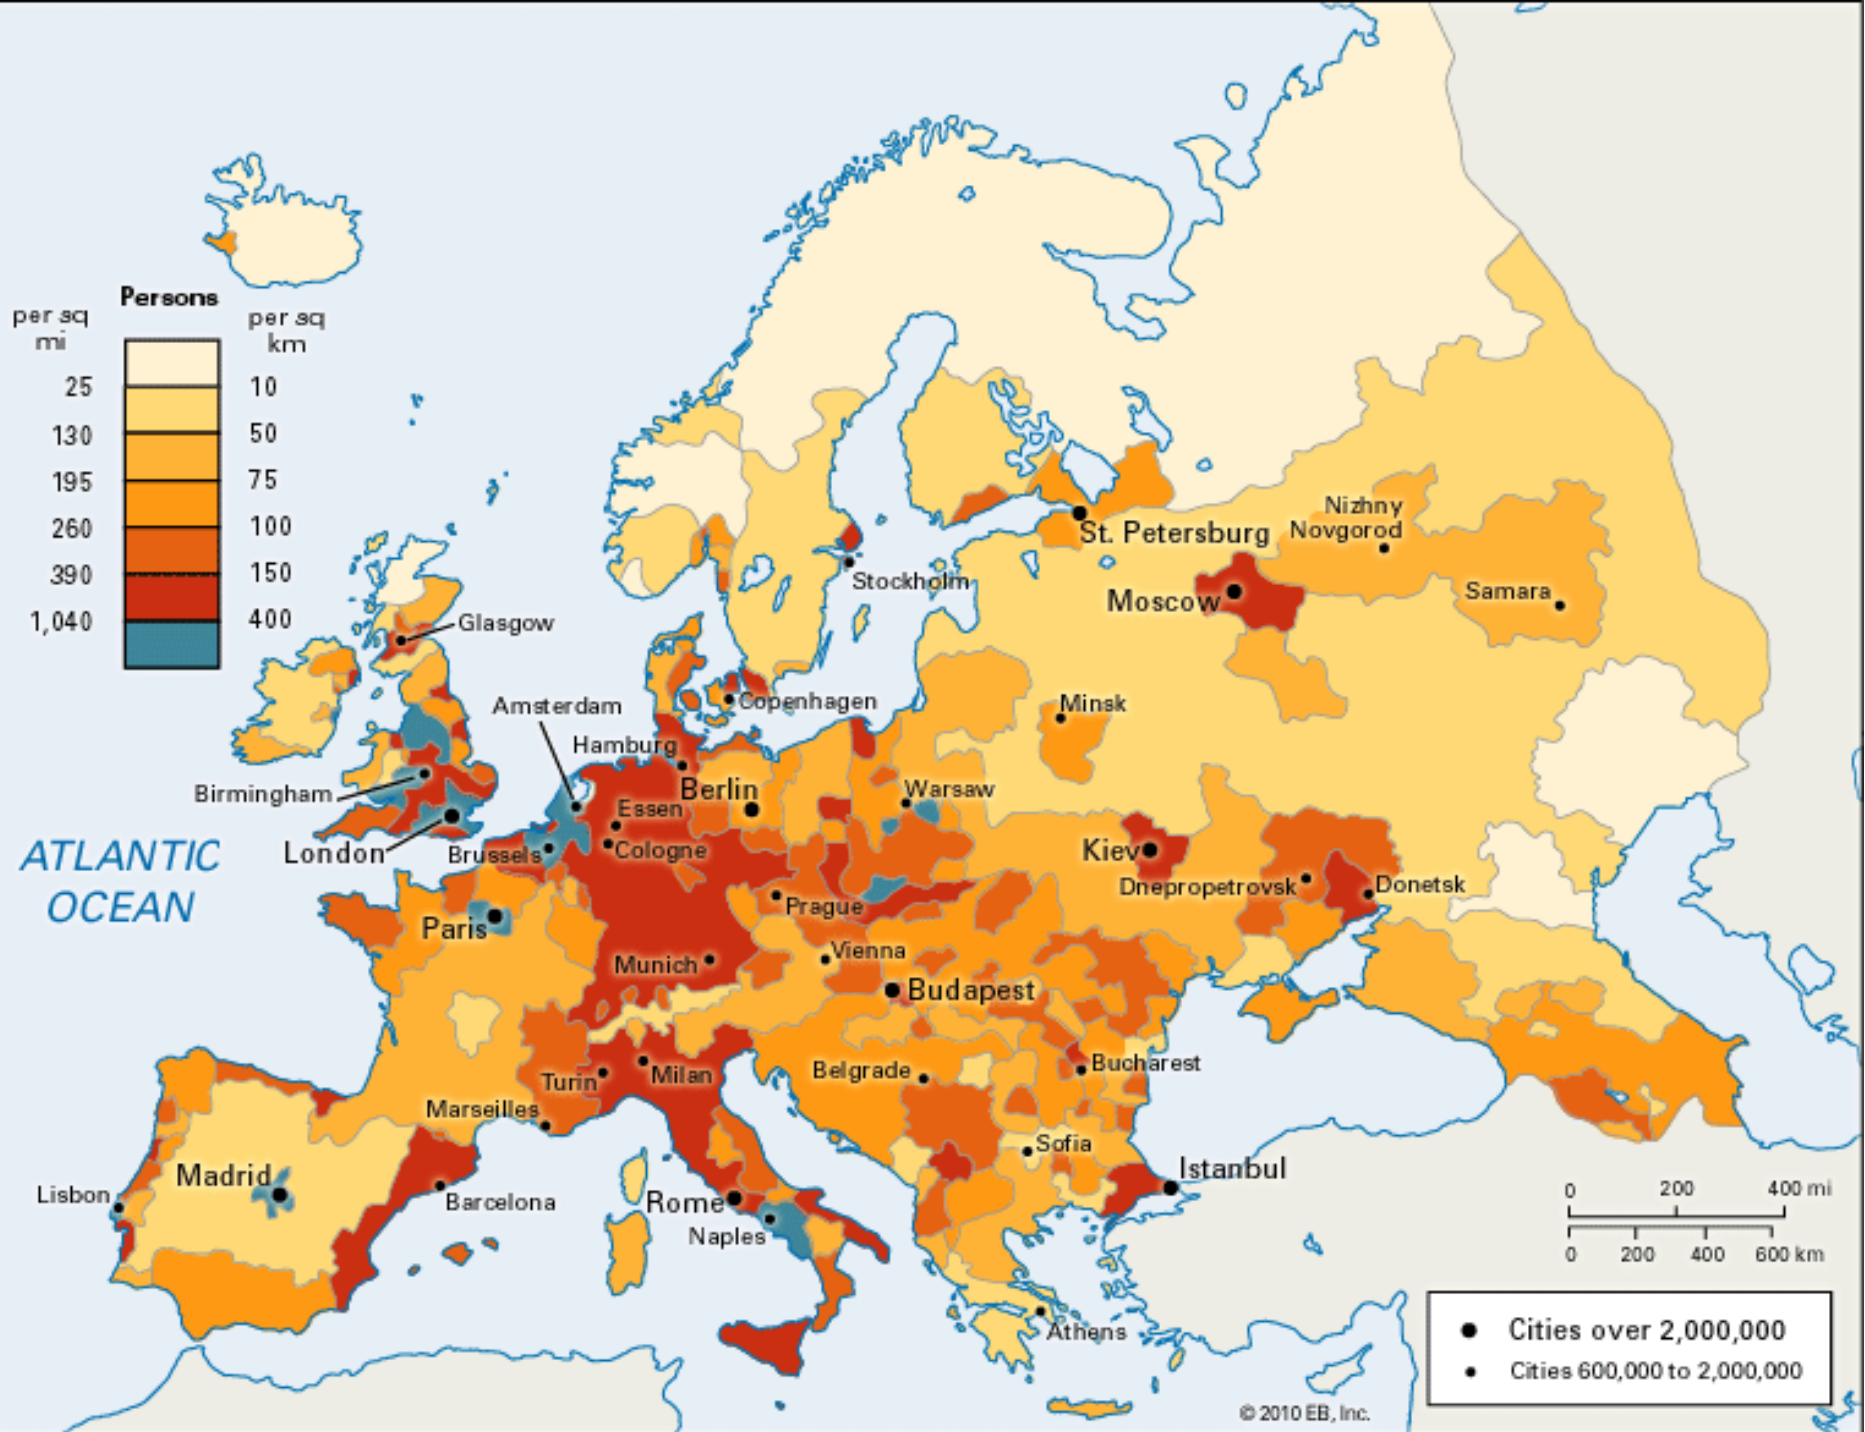 Persons
per sq
mi
per sq
km
25
10
130
50
195
75
260
100
390
150
1,040
400
Nizhny
Novgorod
St. Petersburg
Stockholm
Moscow
Samara
Glasgow
Amsterdam
Copenhagen
Minsk
Hamburg
Birmingham
Berlin
Warsaw
Essen
ATLANTIC
OCEAN
London
Brussels
Cologne
Kiev
Dnepropetrovsk
Donetsk
Prague
Paris
Vienna
Munich
Budapest
Belgrade
Bucharest
Turin
Milan
Marseilles
Sofia
Madrid
Istanbul
Lisbon
Barcelona
Rome
Naples
0 200 400 mi
0 200 400 600 km
Athens
Cities over 2,000,000
Cities 600,000 to 2,000,000
© 2010 EB, Inc.